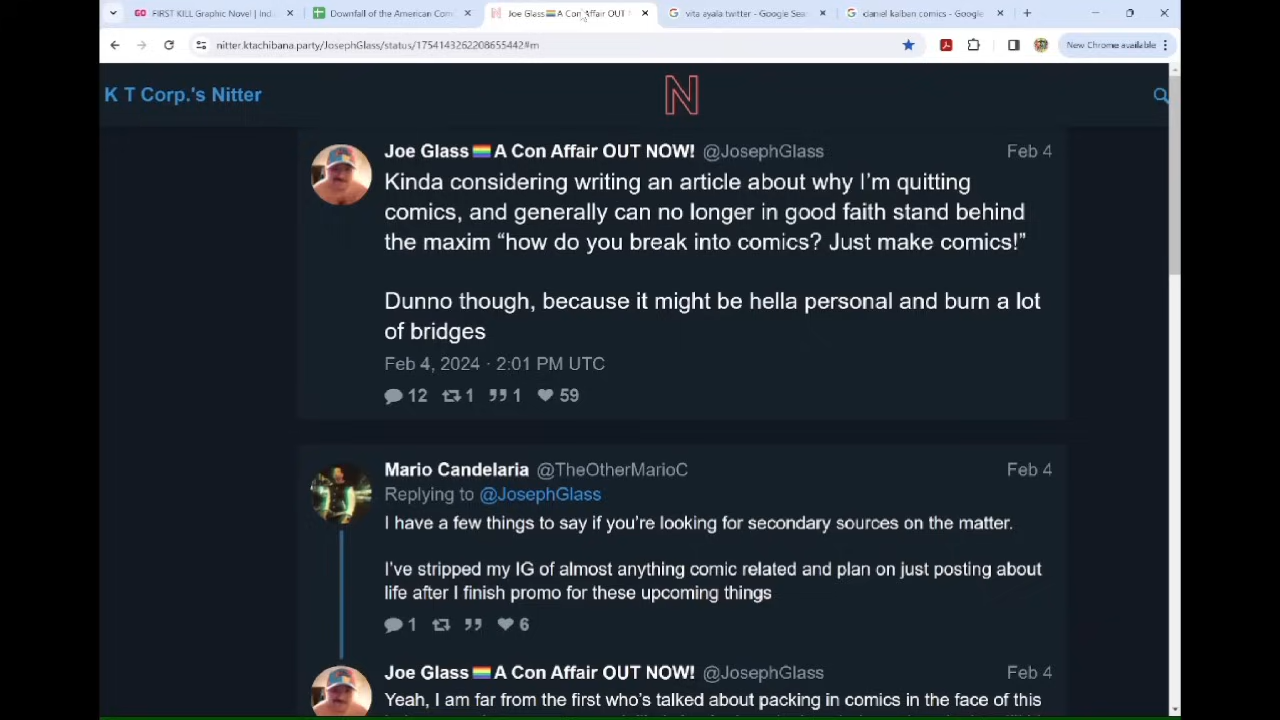 FIRST KILL Graphic Novel | Ind
Downfall of the American Com
Joe Glass🏳️‍🌈A Con Affair OUT
vita ayala twitter - Google Sea
daniel kalban comics - Google
nitter.ktachibana.party/JosephGlass/status/1754143262208655442#m
New Chrome available
K T Corp.'s Nitter
N
Joe Glass🏳️‍🌈A Con Affair OUT NOW! @JosephGlass Feb 4
Kinda considering writing an article about why I'm quitting
comics, and generally can no longer in good faith stand behind
the maxim “how do you break into comics? Just make comics!”
Dunno though, because it might be hella personal and burn a lot
of bridges
Feb 4, 2024 · 2:01 PM UTC
12 1 1 59
Mario Candelaria @TheOtherMarioC Feb 4
Replying to @JosephGlass
I have a few things to say if you're looking for secondary sources on the matter.
I've stripped my IG of almost anything comic related and plan on just posting about
life after I finish promo for these upcoming things
1 6
Joe Glass🏳️‍🌈A Con Affair OUT NOW! @JosephGlass Feb 4
Yeah, I am far from the first who's talked about packing in comics in the face of this